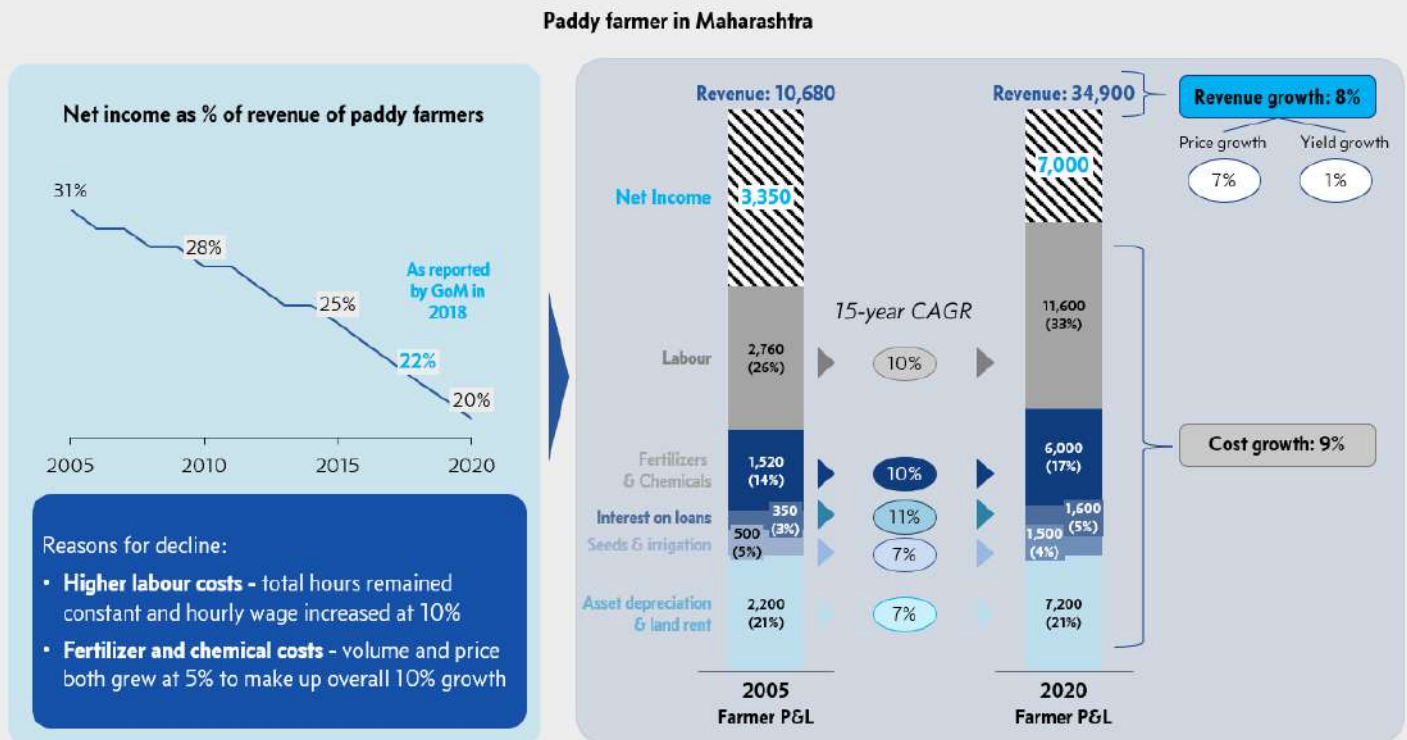 Paddy farmer in Maharashtra
Net income as % of revenue of paddy farmers
31%
28%
25%
22%
20%
As reported
by GoM in
2018
2005
2010
2015
2020
Reasons for decline:
• Higher labour costs - total hours remained
constant and hourly wage increased at 10%
• Fertilizer and chemical costs - volume and price
both grew at 5% to make up overall 10% growth
Revenue: 10,680
Revenue: 34,900
Net Income
3,350
7,000
15-year CAGR
Labour
2,760
(26%)
10%
11,600
(33%)
Fertilizers
& Chemicals
1,520
(14%)
10%
6,000
(17%)
Interest on loans
350
(3%)
11%
1,600
(5%)
Seeds & irrigation
500
(5%)
7%
1,500
(4%)
Asset depreciation
& land rent
2,200
(21%)
7%
7,200
(21%)
2005
Farmer P&L
2020
Farmer P&L
Revenue growth: 8%
Price growth
Yield growth
7%
1%
Cost growth: 9%